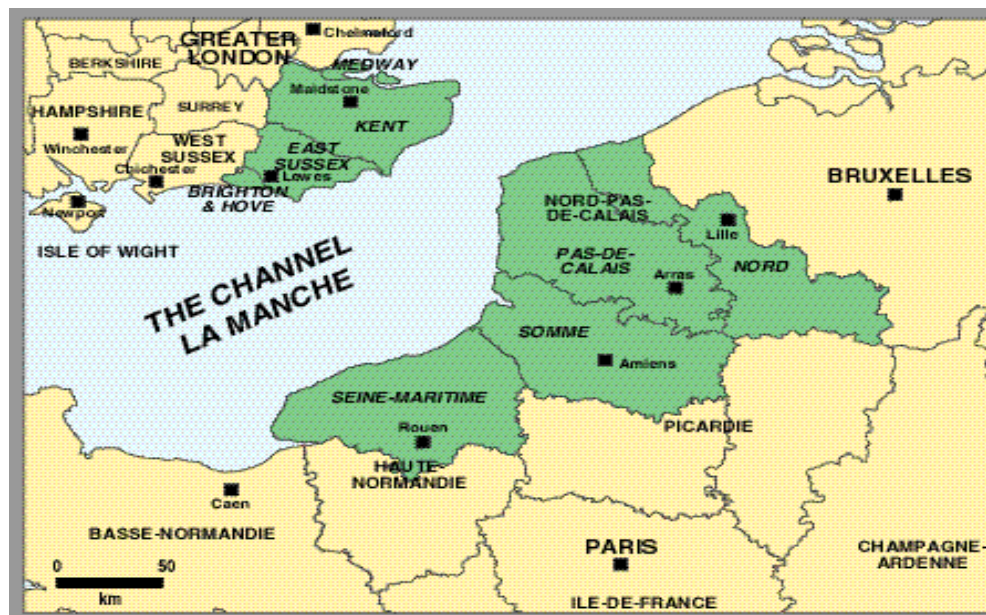 GREATER
LONDON
Chelmsford
BERKSHIRE
MEDWAY
Maidstone
HAMPSHIRE
SURREY
KENT
Winchester
WEST
SUSSEX
EAST
SUSSEX
Chichester
Lewes
BRIGHTON
& HOVE
Newport
ISLE OF WIGHT
BRUXELLES
NORD-PAS-
DE-CALAIS
Lille
PAS-DE-
CALAIS
NORD
Arras
THE CHANNEL
LA MANCHE
SOMME
Amiens
SEINE-MARITIME
Rouen
PICARDIE
HAUTE-
NORMANDIE
Caen
BASSE-NORMANDIE
PARIS
CHAMPAGNE-
ARDENNE
0 50
km
ILE-DE-FRANCE